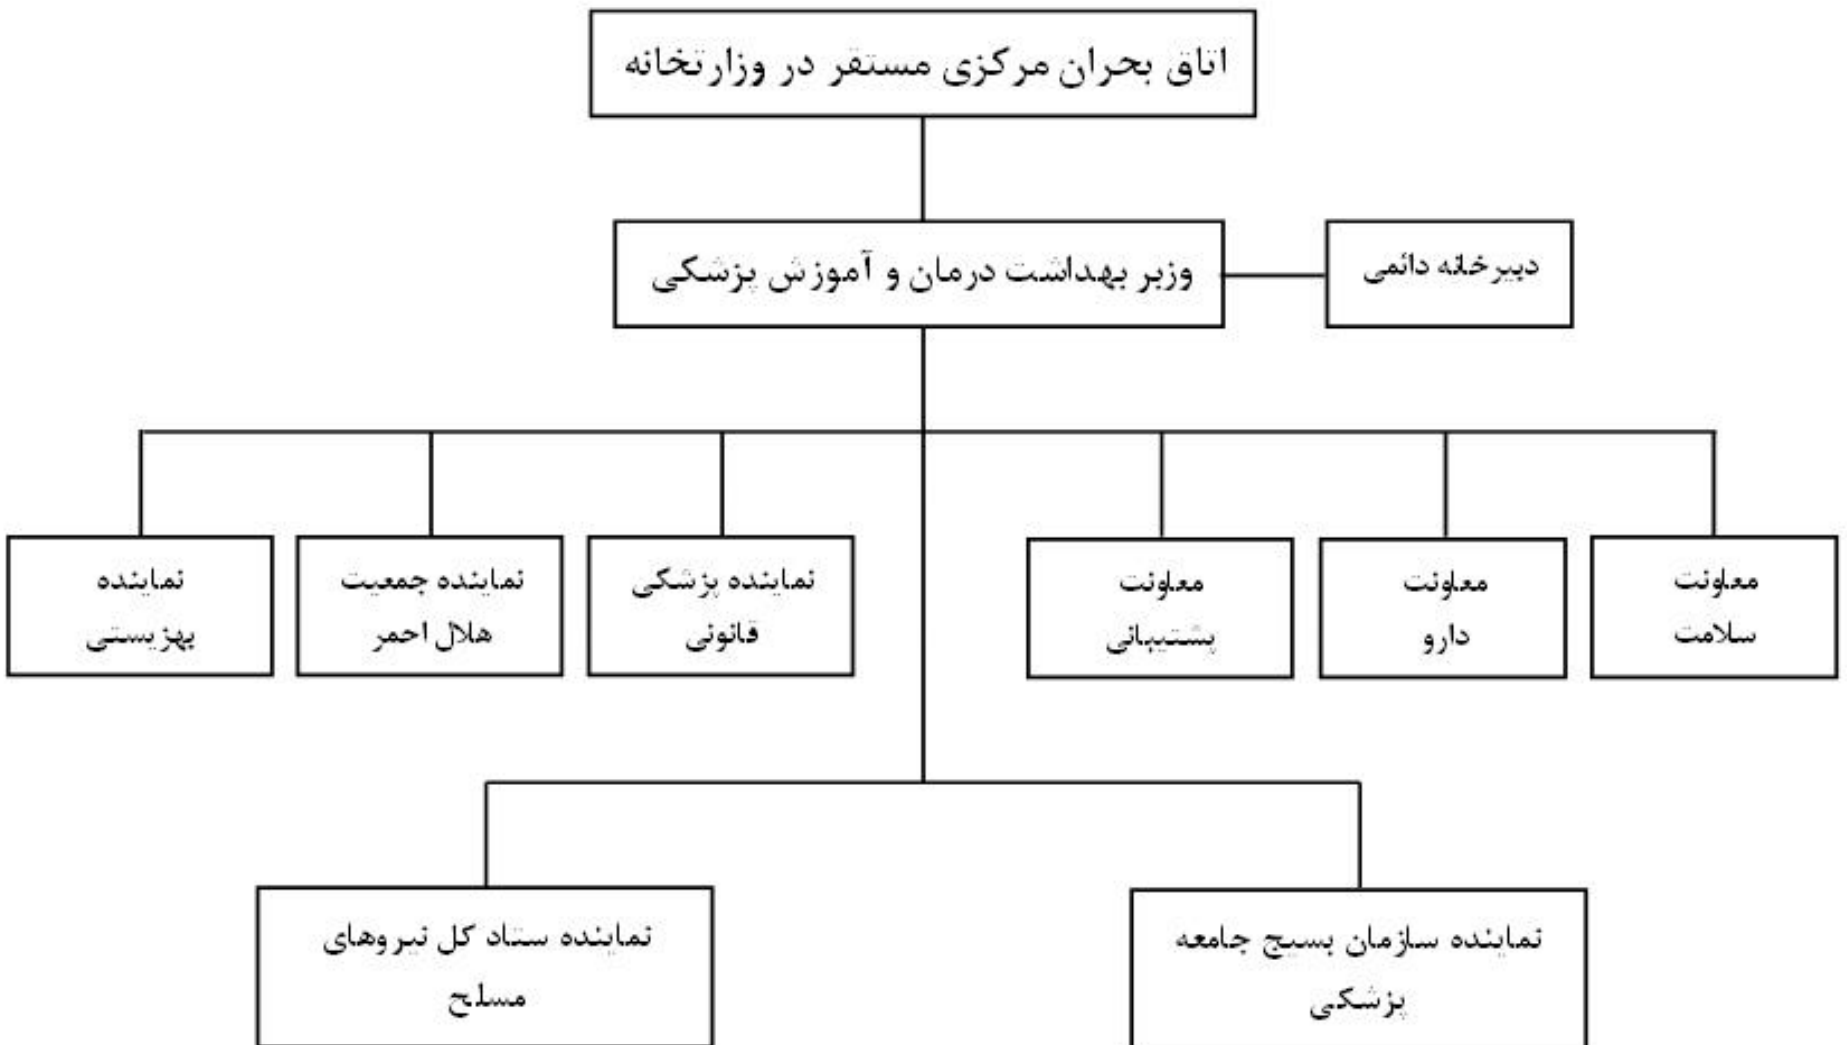 اتاق بحران مرکزی مستقر در وزارتخانه
وزیر بهداشت درمان و آموزش پزشکی
دبیرخانه دائمی
معاونت
سلامت
معاونت
دارو
معاونت
پشتیبانی
نماینده پزشکی
قانونی
نماینده جمعیت
هلال احمر
نماینده
بهزیستی
نماینده سازمان بسیج جامعه
پزشکی
نماینده ستاد کل نیروهای
مسلح